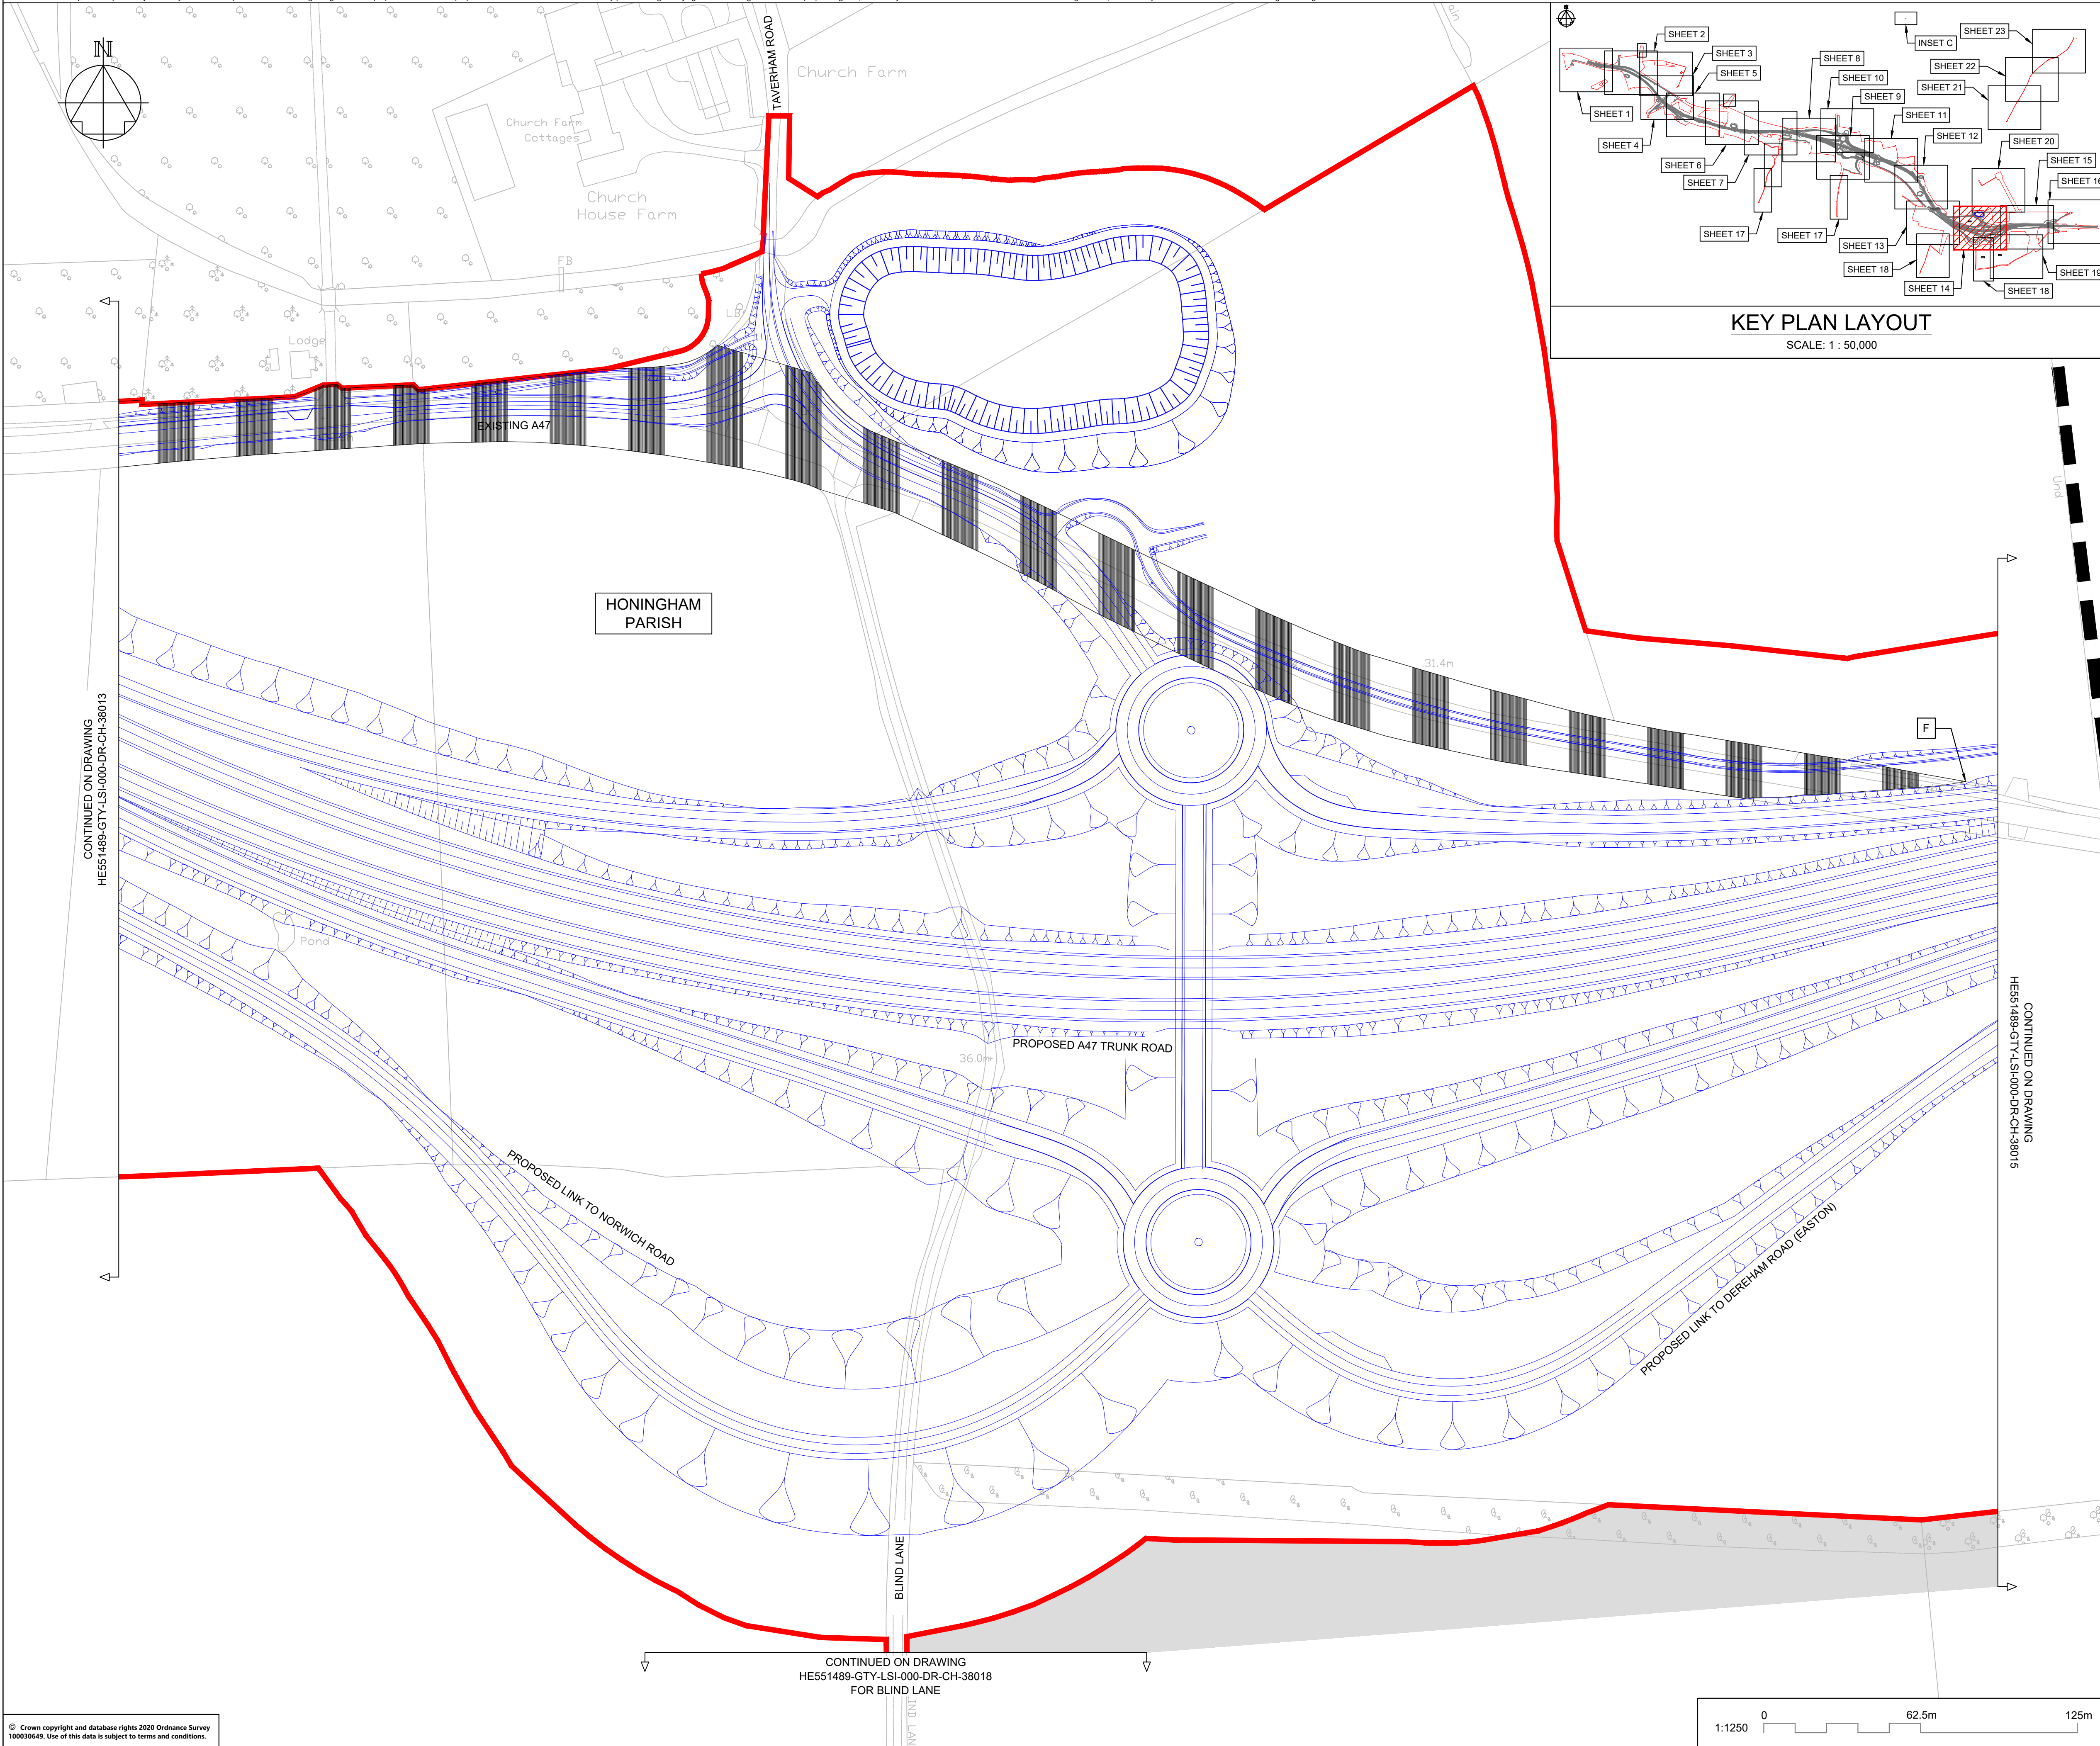 N
TAVERHAM ROAD
Church Farm
Church Farm
Cottages
Church
House Farm
FB
LB
Lodge
EXISTING A47
HONINGHAM
PARISH
31.4m
F
Und
CONTINUED ON DRAWING
HE551489-GTY-LSI-000-DR-CH-38013
Pond
36.0m
PROPOSED A47 TRUNK ROAD
CONTINUED ON DRAWING
HE551489-GTY-LSI-000-DR-CH-38015
PROPOSED LINK TO NORWICH ROAD
PROPOSED LINK TO DEREHAM ROAD (EASTON)
BLIND LANE
CONTINUED ON DRAWING
HE551489-GTY-LSI-000-DR-CH-38018
FOR BLIND LANE
© Crown copyright and database rights 2020 Ordnance Survey
100030649. Use of this data is subject to terms and conditions.
1:1250
0
62.5m
125m
SHEET 1
SHEET 2
SHEET 3
SHEET 5
SHEET 4
SHEET 6
SHEET 7
SHEET 8
SHEET 10
SHEET 9
SHEET 11
SHEET 12
INSET C
SHEET 23
SHEET 22
SHEET 21
SHEET 20
SHEET 15
SHEET 16
SHEET 17
SHEET 17
SHEET 13
SHEET 18
SHEET 14
SHEET 18
SHEET 19
KEY PLAN LAYOUT
SCALE: 1 : 50,000